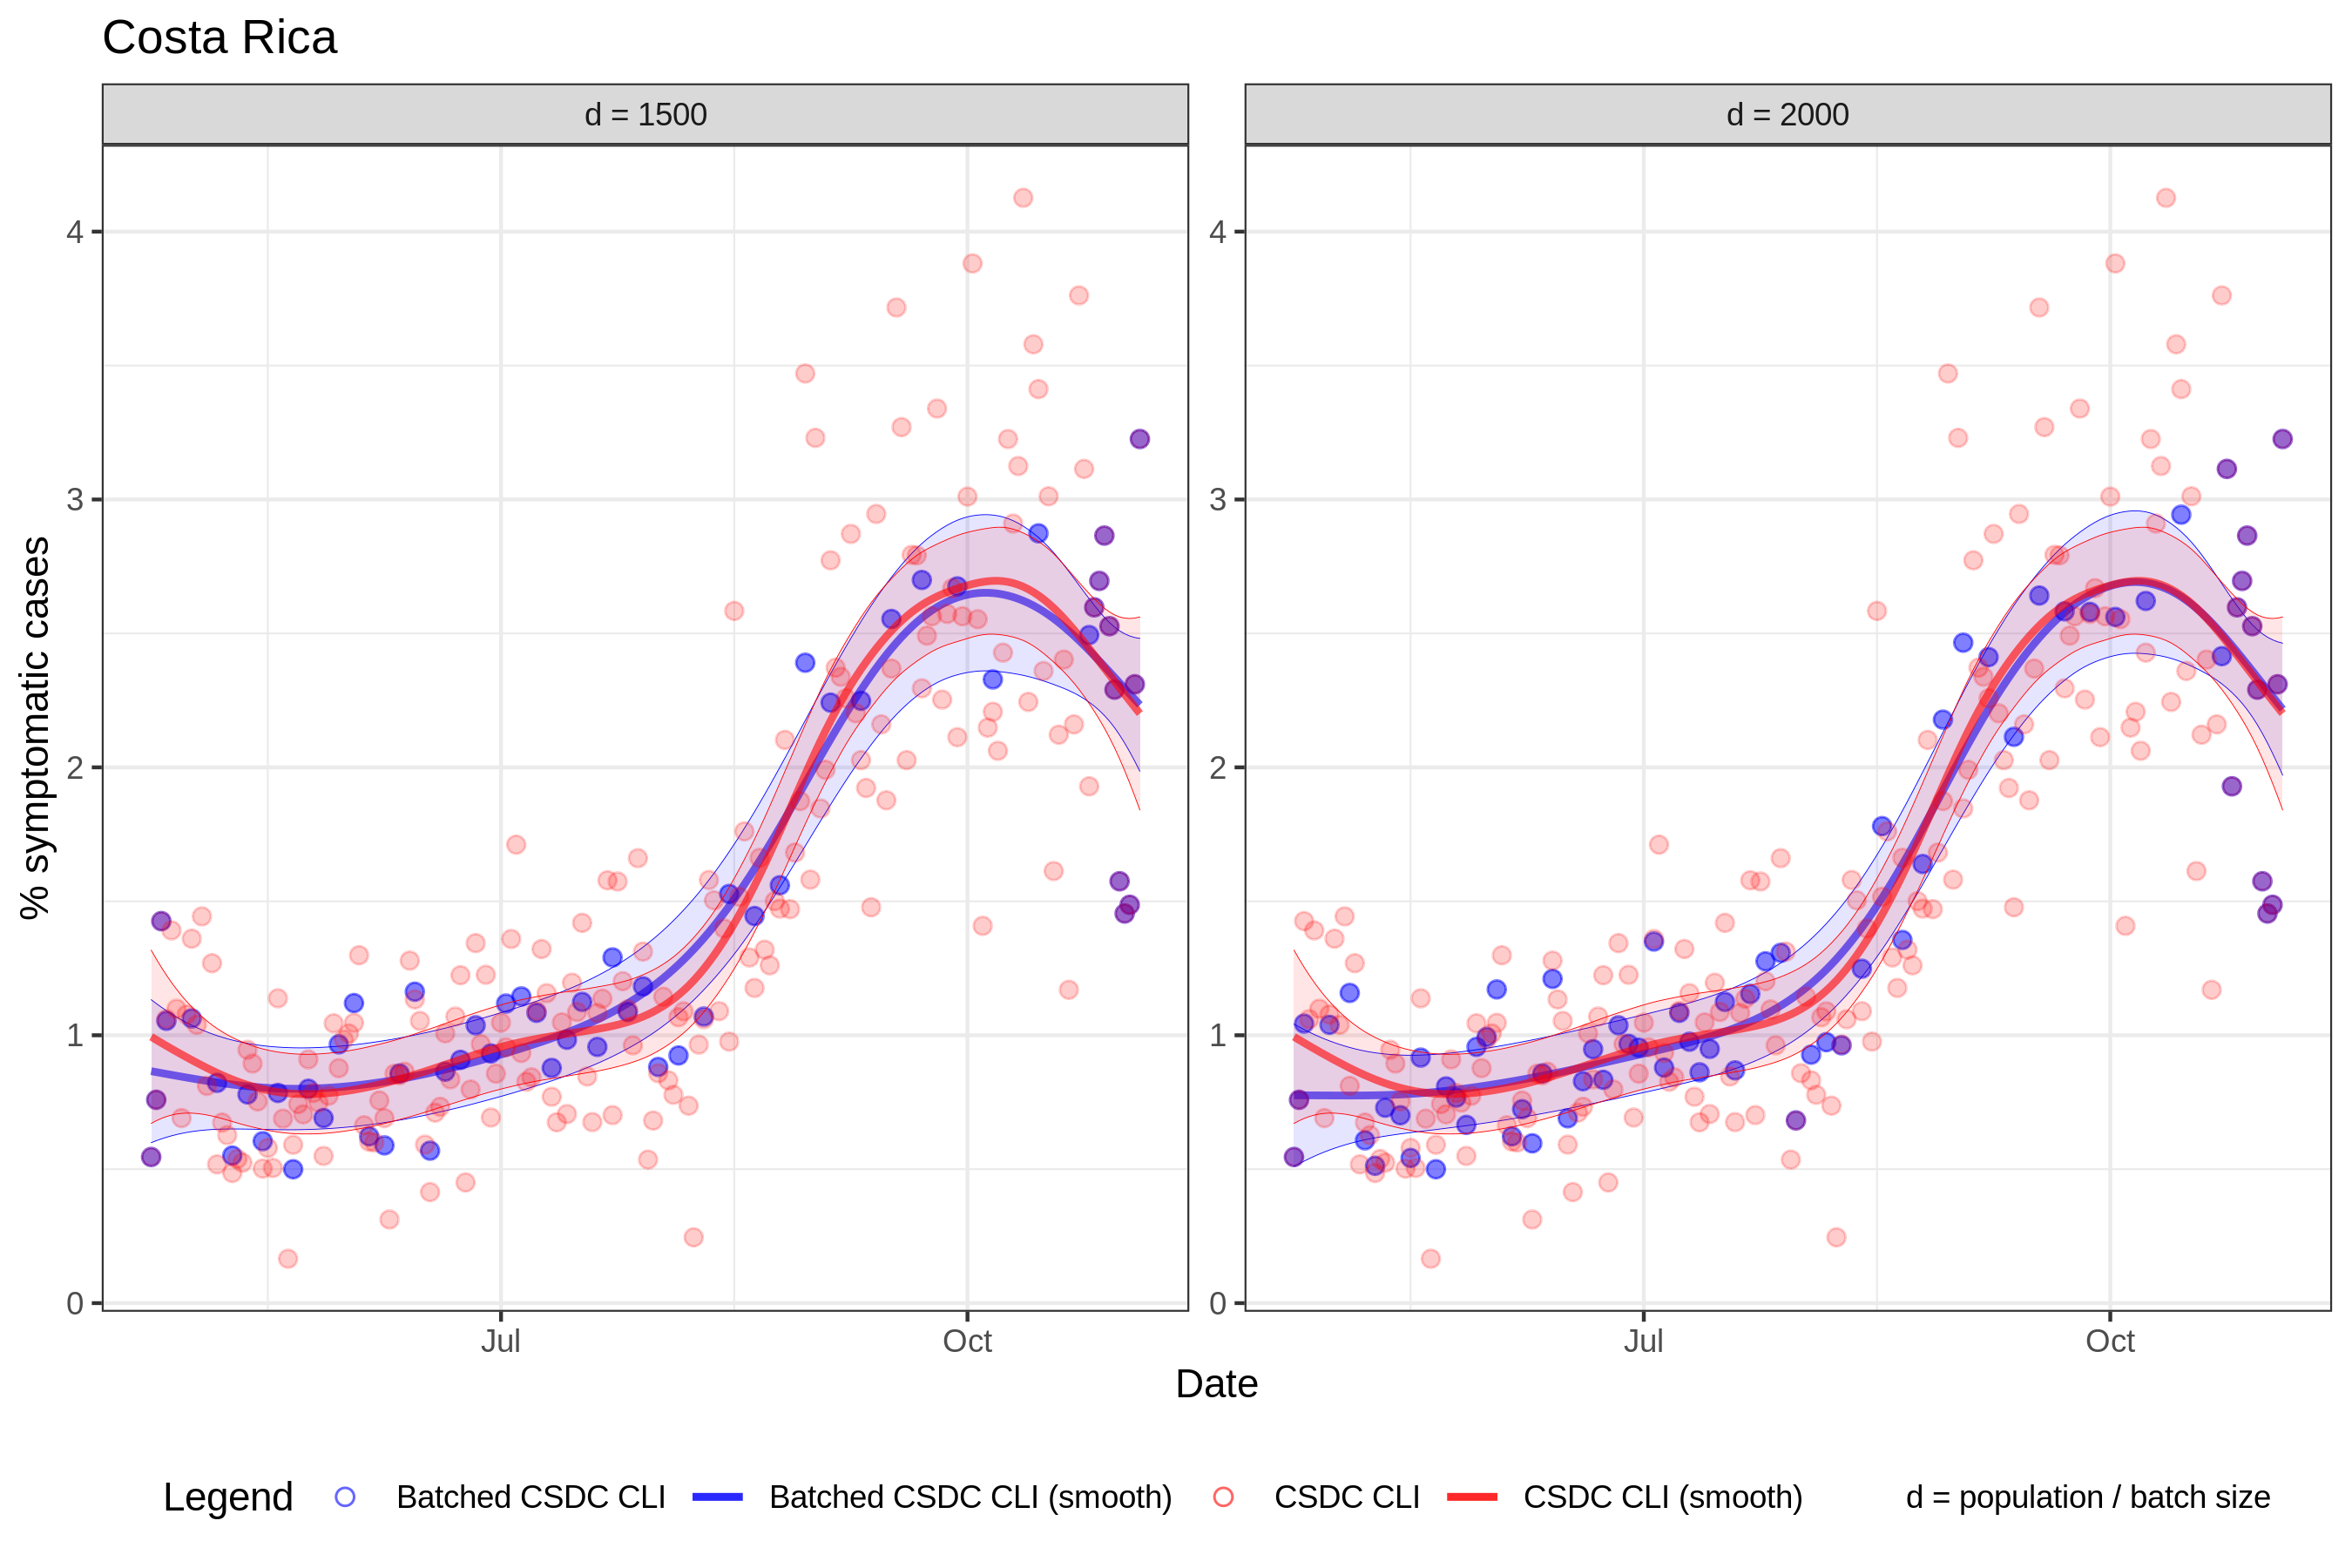 Costa Rica
d = 1500
d = 2000
% symptomatic cases
4
3
2
1
0
4
3
2
1
0
Jul
Oct
Jul
Oct
Date
Legend
Batched CSDC CLI
Batched CSDC CLI (smooth)
CSDC CLI
CSDC CLI (smooth)
d = population / batch size